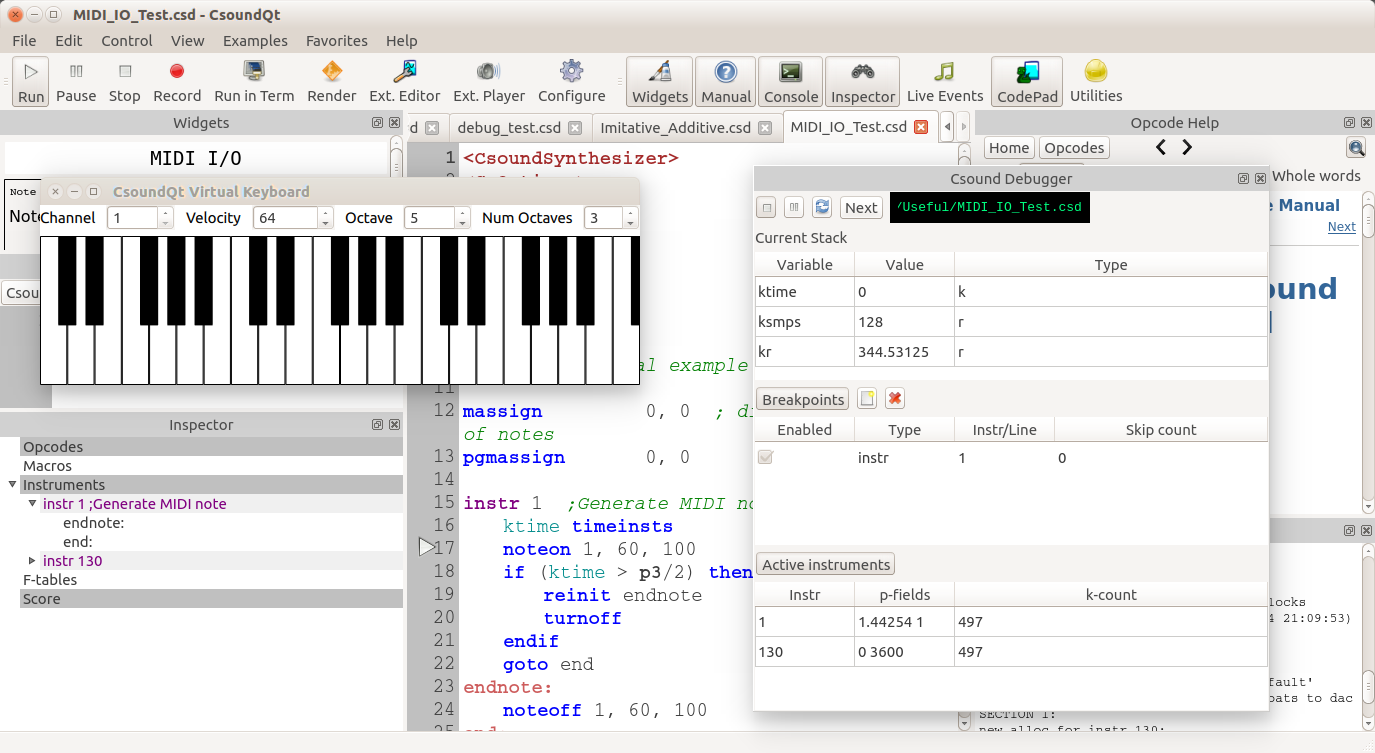 MIDI_IO_Test.csd - CsoundQt
File Edit Control View Examples Favorites Help
Run Pause Stop Record Run in Term Render Ext. Editor Ext. Player Configure Widgets Manual Console Inspector Live Events CodePad Utilities
Widgets
MIDI I/O
Note
Note
Csou
CsoundQt Virtual Keyboard
Channel 1 Velocity 64 Octave 5 Num Octaves 3
Inspector
Opcodes
Macros
Instruments
instr 1 ;Generate MIDI note
endnote:
end:
instr 130
F-tables
Score
d debug_test.csd Imitative_Additive.csd MIDI_IO_Test.csd
1 <CsoundSynthesizer>
al example
11
12 massign 0, 0 ; di
of notes
13 pgmassign 0, 0
14
15 instr 1 ;Generate MIDI no
16 ktime timeinsts
17 noteon 1, 60, 100
18 if (ktime > p3/2) then
19 reinit endnote
20 turnoff
21 endif
22 goto end
23 endnote:
24 noteoff 1, 60, 100
Csound Debugger
Next /Useful/MIDI_IO_Test.csd
Current Stack
Variable Value Type
ktime 0 k
ksmps 128 r
kr 344.53125 r
Breakpoints
Enabled Type Instr/Line Skip count
instr 1 0
Active instruments
Instr p-fields k-count
1 1.44254 1 497
130 0 3600 497
Opcode Help
Home Opcodes
Whole words
e Manual
Next
ound
locks
4 21:09:53)
fault'
oats to dac
SECTION 1:
new alloc for instr 130: